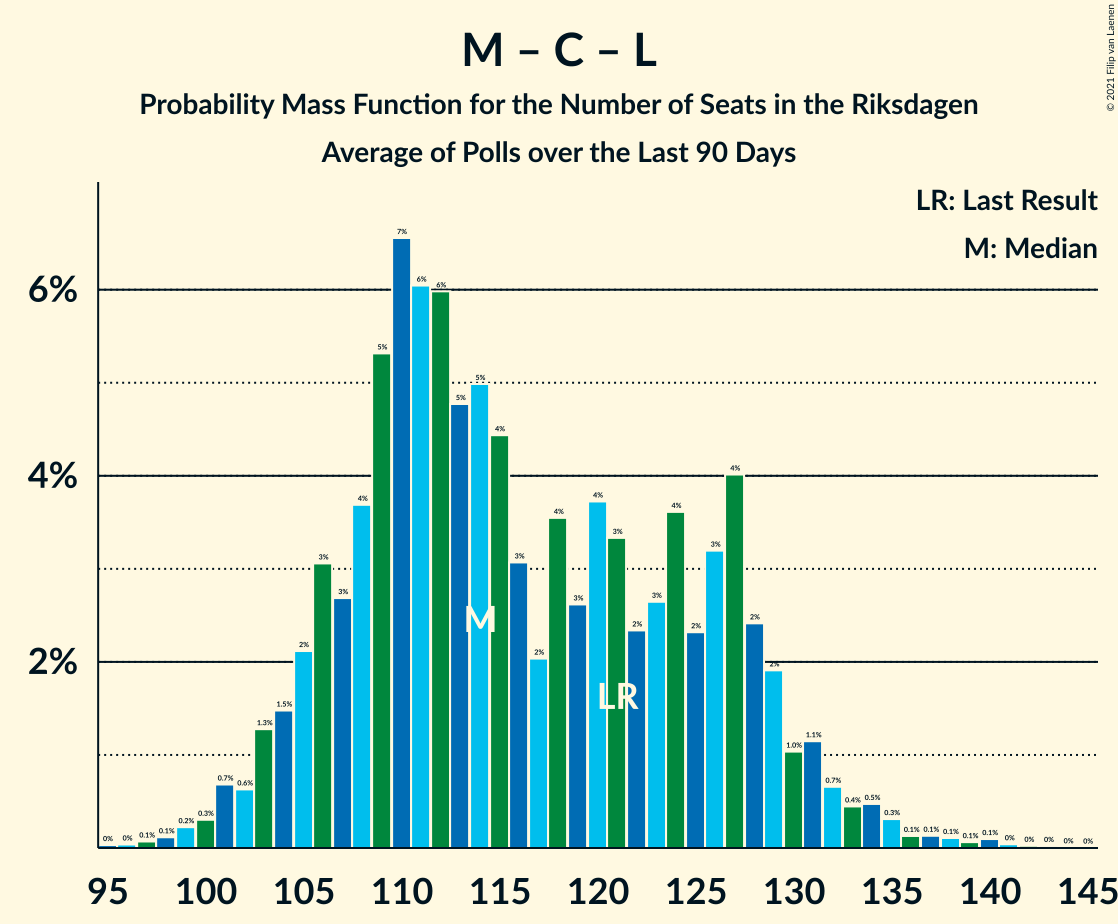 © 2021 Filip van Laenen
M – C – L
Probability Mass Function for the Number of Seats in the Riksdagen
Average of Polls over the Last 90 Days
LR: Last Result
M: Median
6%
4%
2%
0% 0% 0.1% 0.1% 0.2% 0.3% 0.7% 0.6% 1.3% 1.5% 2% 3% 3% 4% 5% 7% 6% 6% 5% 5% 4% 3% 2% 4% 3% 4% 3% 2% 3% 4% 2% 3% 4% 2% 2% 1.0% 1.1% 0.7% 0.4% 0.5% 0.3% 0.1% 0.1% 0.1% 0.1% 0.1% 0% 0% 0% 0% 0%
M
LR
95 100 105 110 115 120 125 130 135 140 145